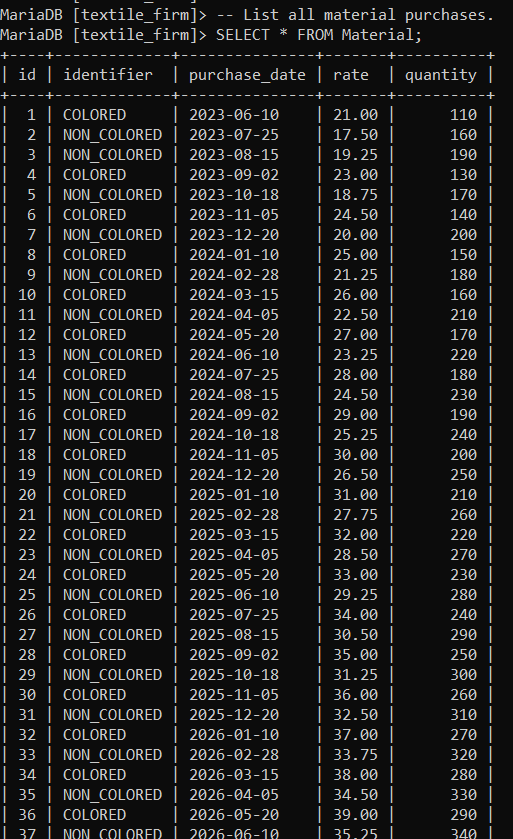 MariaDB [textile_firm]> -- List all material purchases.
MariaDB [textile_firm]> SELECT * FROM Material;
+----+-------------+---------------+-------+----------+
| id | identifier  | purchase_date | rate  | quantity |
+----+-------------+---------------+-------+----------+
|  1 | COLORED     | 2023-06-10    | 21.00 |      110 |
|  2 | NON_COLORED | 2023-07-25    | 17.50 |      160 |
|  3 | NON_COLORED | 2023-08-15    | 19.25 |      190 |
|  4 | COLORED     | 2023-09-02    | 23.00 |      130 |
|  5 | NON_COLORED | 2023-10-18    | 18.75 |      170 |
|  6 | COLORED     | 2023-11-05    | 24.50 |      140 |
|  7 | NON_COLORED | 2023-12-20    | 20.00 |      200 |
|  8 | COLORED     | 2024-01-10    | 25.00 |      150 |
|  9 | NON_COLORED | 2024-02-28    | 21.25 |      180 |
| 10 | COLORED     | 2024-03-15    | 26.00 |      160 |
| 11 | NON_COLORED | 2024-04-05    | 22.50 |      210 |
| 12 | COLORED     | 2024-05-20    | 27.00 |      170 |
| 13 | NON_COLORED | 2024-06-10    | 23.25 |      220 |
| 14 | COLORED     | 2024-07-25    | 28.00 |      180 |
| 15 | NON_COLORED | 2024-08-15    | 24.50 |      230 |
| 16 | COLORED     | 2024-09-02    | 29.00 |      190 |
| 17 | NON_COLORED | 2024-10-18    | 25.25 |      240 |
| 18 | COLORED     | 2024-11-05    | 30.00 |      200 |
| 19 | NON_COLORED | 2024-12-20    | 26.50 |      250 |
| 20 | COLORED     | 2025-01-10    | 31.00 |      210 |
| 21 | NON_COLORED | 2025-02-28    | 27.75 |      260 |
| 22 | COLORED     | 2025-03-15    | 32.00 |      220 |
| 23 | NON_COLORED | 2025-04-05    | 28.50 |      270 |
| 24 | COLORED     | 2025-05-20    | 33.00 |      230 |
| 25 | NON_COLORED | 2025-06-10    | 29.25 |      280 |
| 26 | COLORED     | 2025-07-25    | 34.00 |      240 |
| 27 | NON_COLORED | 2025-08-15    | 30.50 |      290 |
| 28 | COLORED     | 2025-09-02    | 35.00 |      250 |
| 29 | NON_COLORED | 2025-10-18    | 31.25 |      300 |
| 30 | COLORED     | 2025-11-05    | 36.00 |      260 |
| 31 | NON_COLORED | 2025-12-20    | 32.50 |      310 |
| 32 | COLORED     | 2026-01-10    | 37.00 |      270 |
| 33 | NON_COLORED | 2026-02-28    | 33.75 |      320 |
| 34 | COLORED     | 2026-03-15    | 38.00 |      280 |
| 35 | NON_COLORED | 2026-04-05    | 34.50 |      330 |
| 36 | COLORED     | 2026-05-20    | 39.00 |      290 |
| 37 | NON_COLORED | 2026-06-10    | 35.25 |      340 |